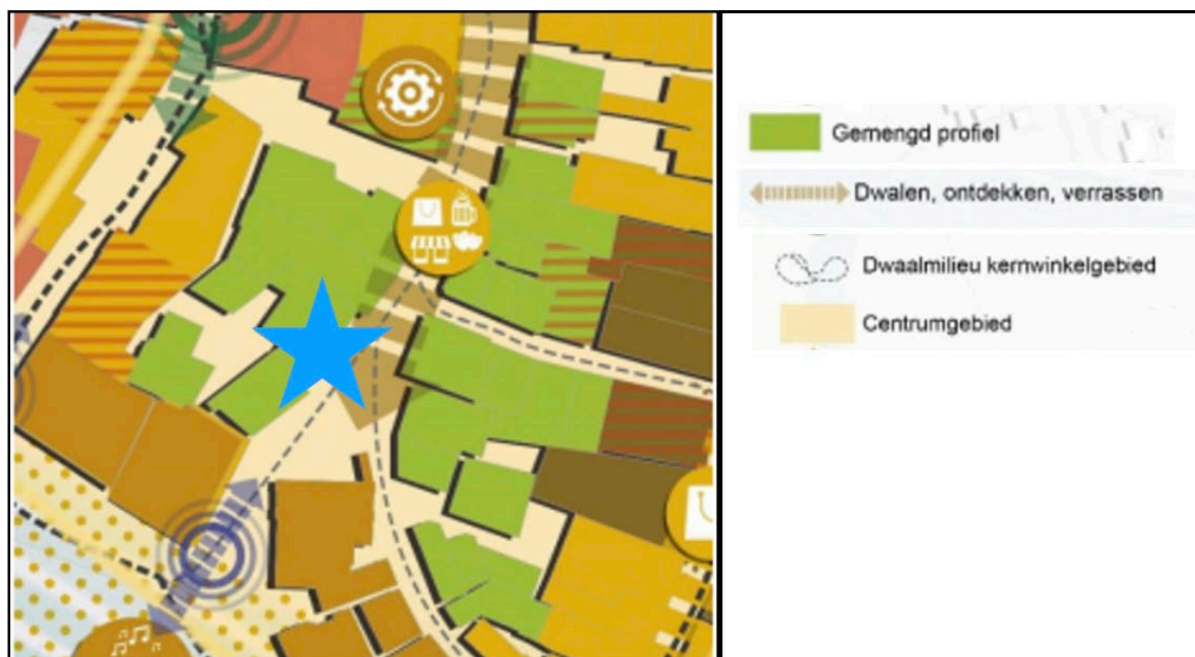 Gemengd profiel
Dwalen, ontdekken, verrassen
Dwaalmilieu kernwinkelgebied
Centrumgebied